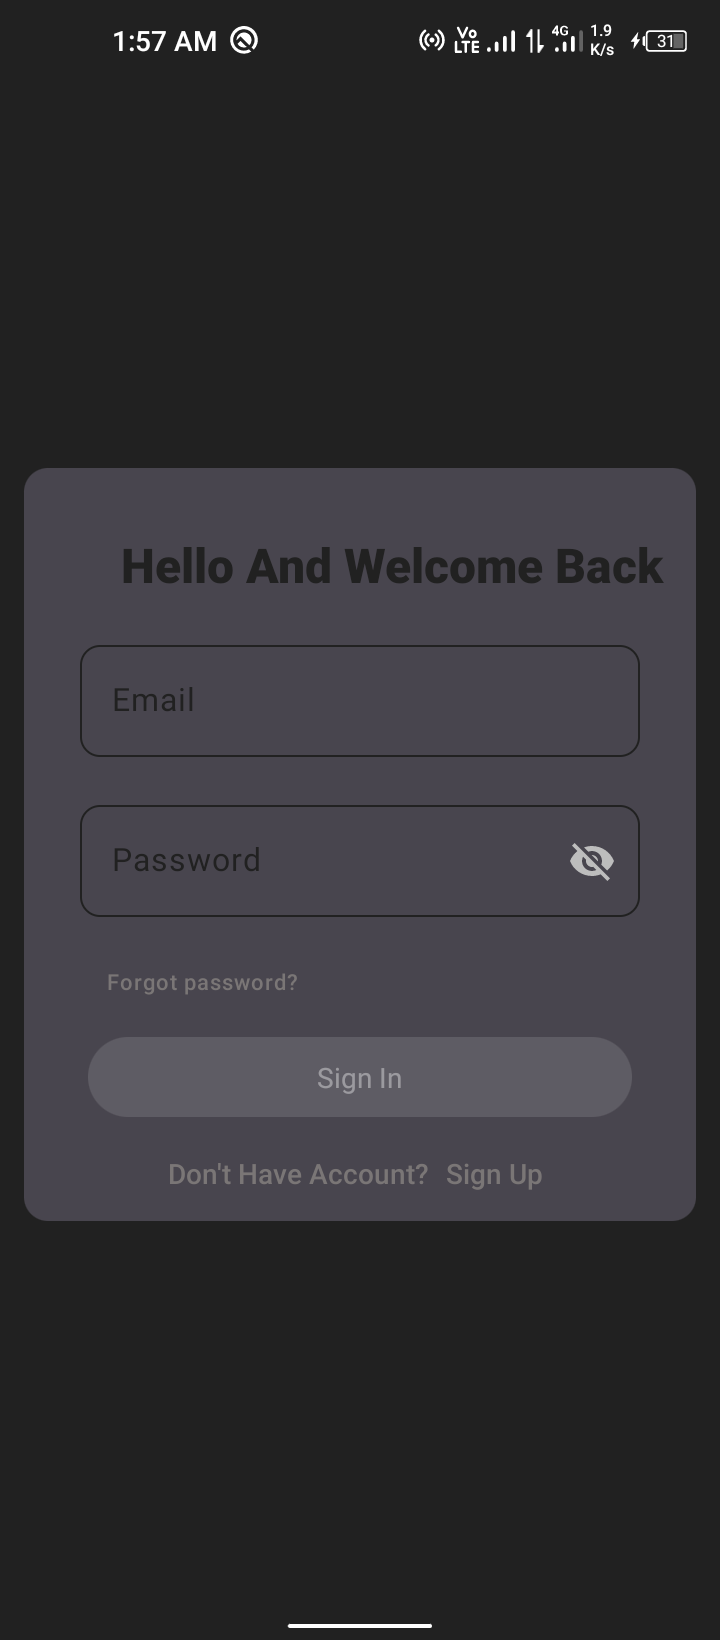 1:57 AM Vo LTE 4G 1.9 K/s 31
Hello And Welcome Back
Email
Password
Forgot password?
Sign In
Don't Have Account? Sign Up